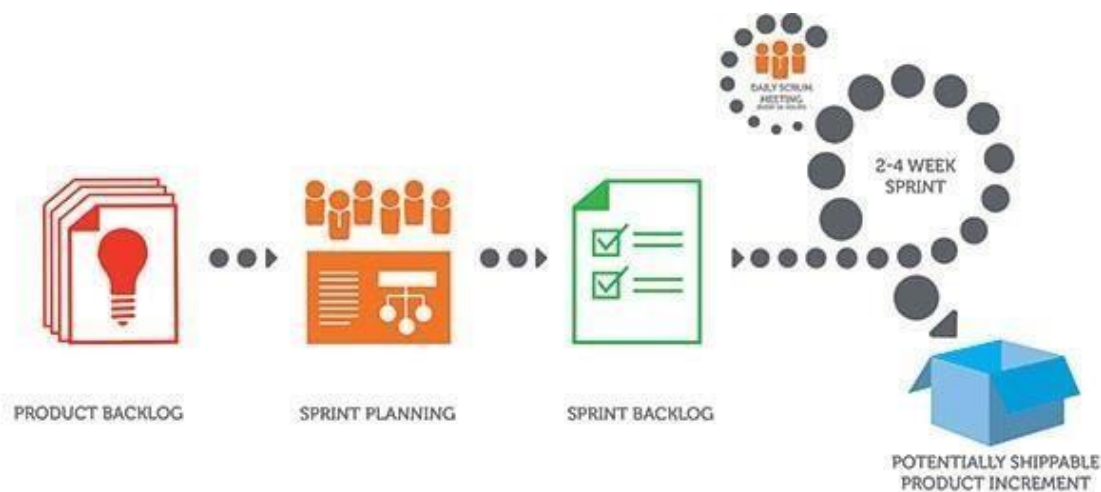 DAILY SCRUM
MEETING
2-4 WEEK
SPRINT
PRODUCT BACKLOG
SPRINT PLANNING
SPRINT BACKLOG
POTENTIALLY SHIPPABLE
PRODUCT INCREMENT